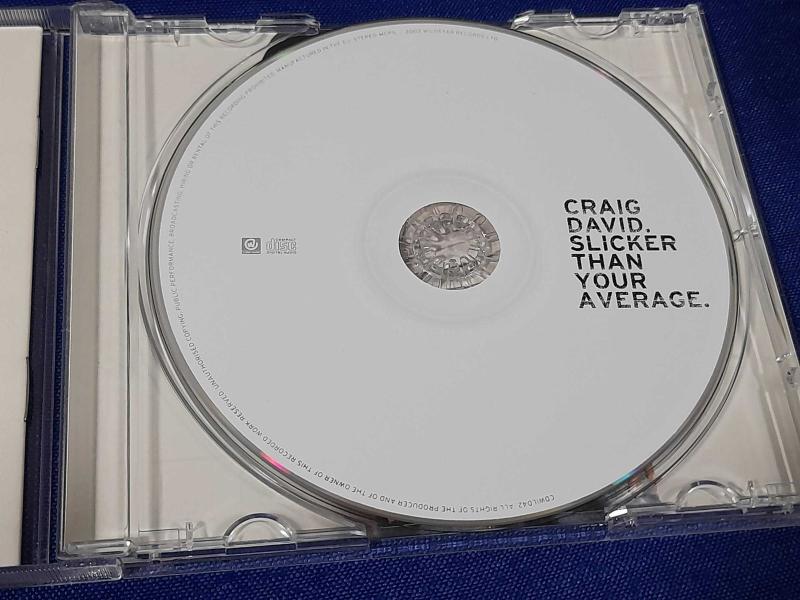 CRAIG
DAVID.
SLICKER
THAN
YOUR
AVERAGE.
COMPACT
disc
DIGITAL AUDIO
CDWILD42 ALL RIGHTS OF THE PRODUCER AND OF THE OWNER OF THIS RECORDED WORK RESERVED. UNAUTHORISED COPYING, PUBLIC PERFORMANCE, BROADCASTING, HIRING OR RENTAL OF THIS RECORDING PROHIBITED. MANUFACTURED IN THE EU. STEREO. MCPS. 2002 WILDSTAR RECORDS LTD.